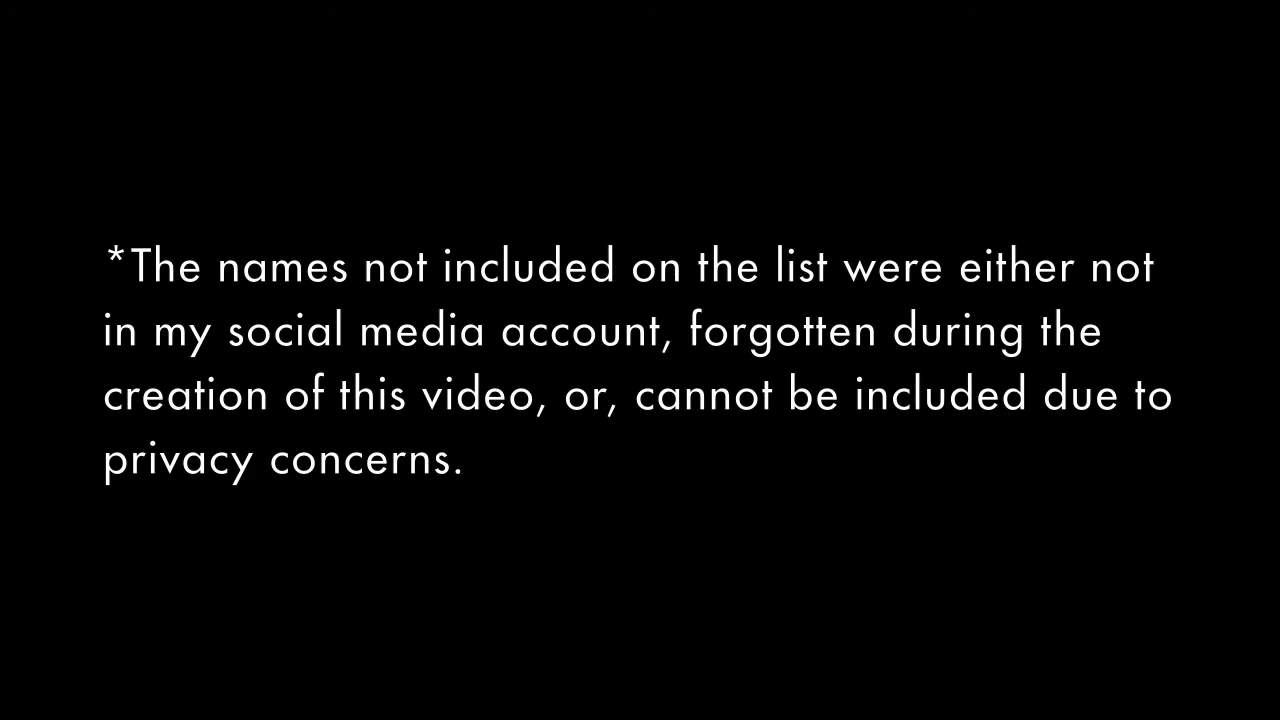 *The names not included on the list were either not
in my social media account, forgotten during the
creation of this video, or, cannot be included due to
privacy concerns.